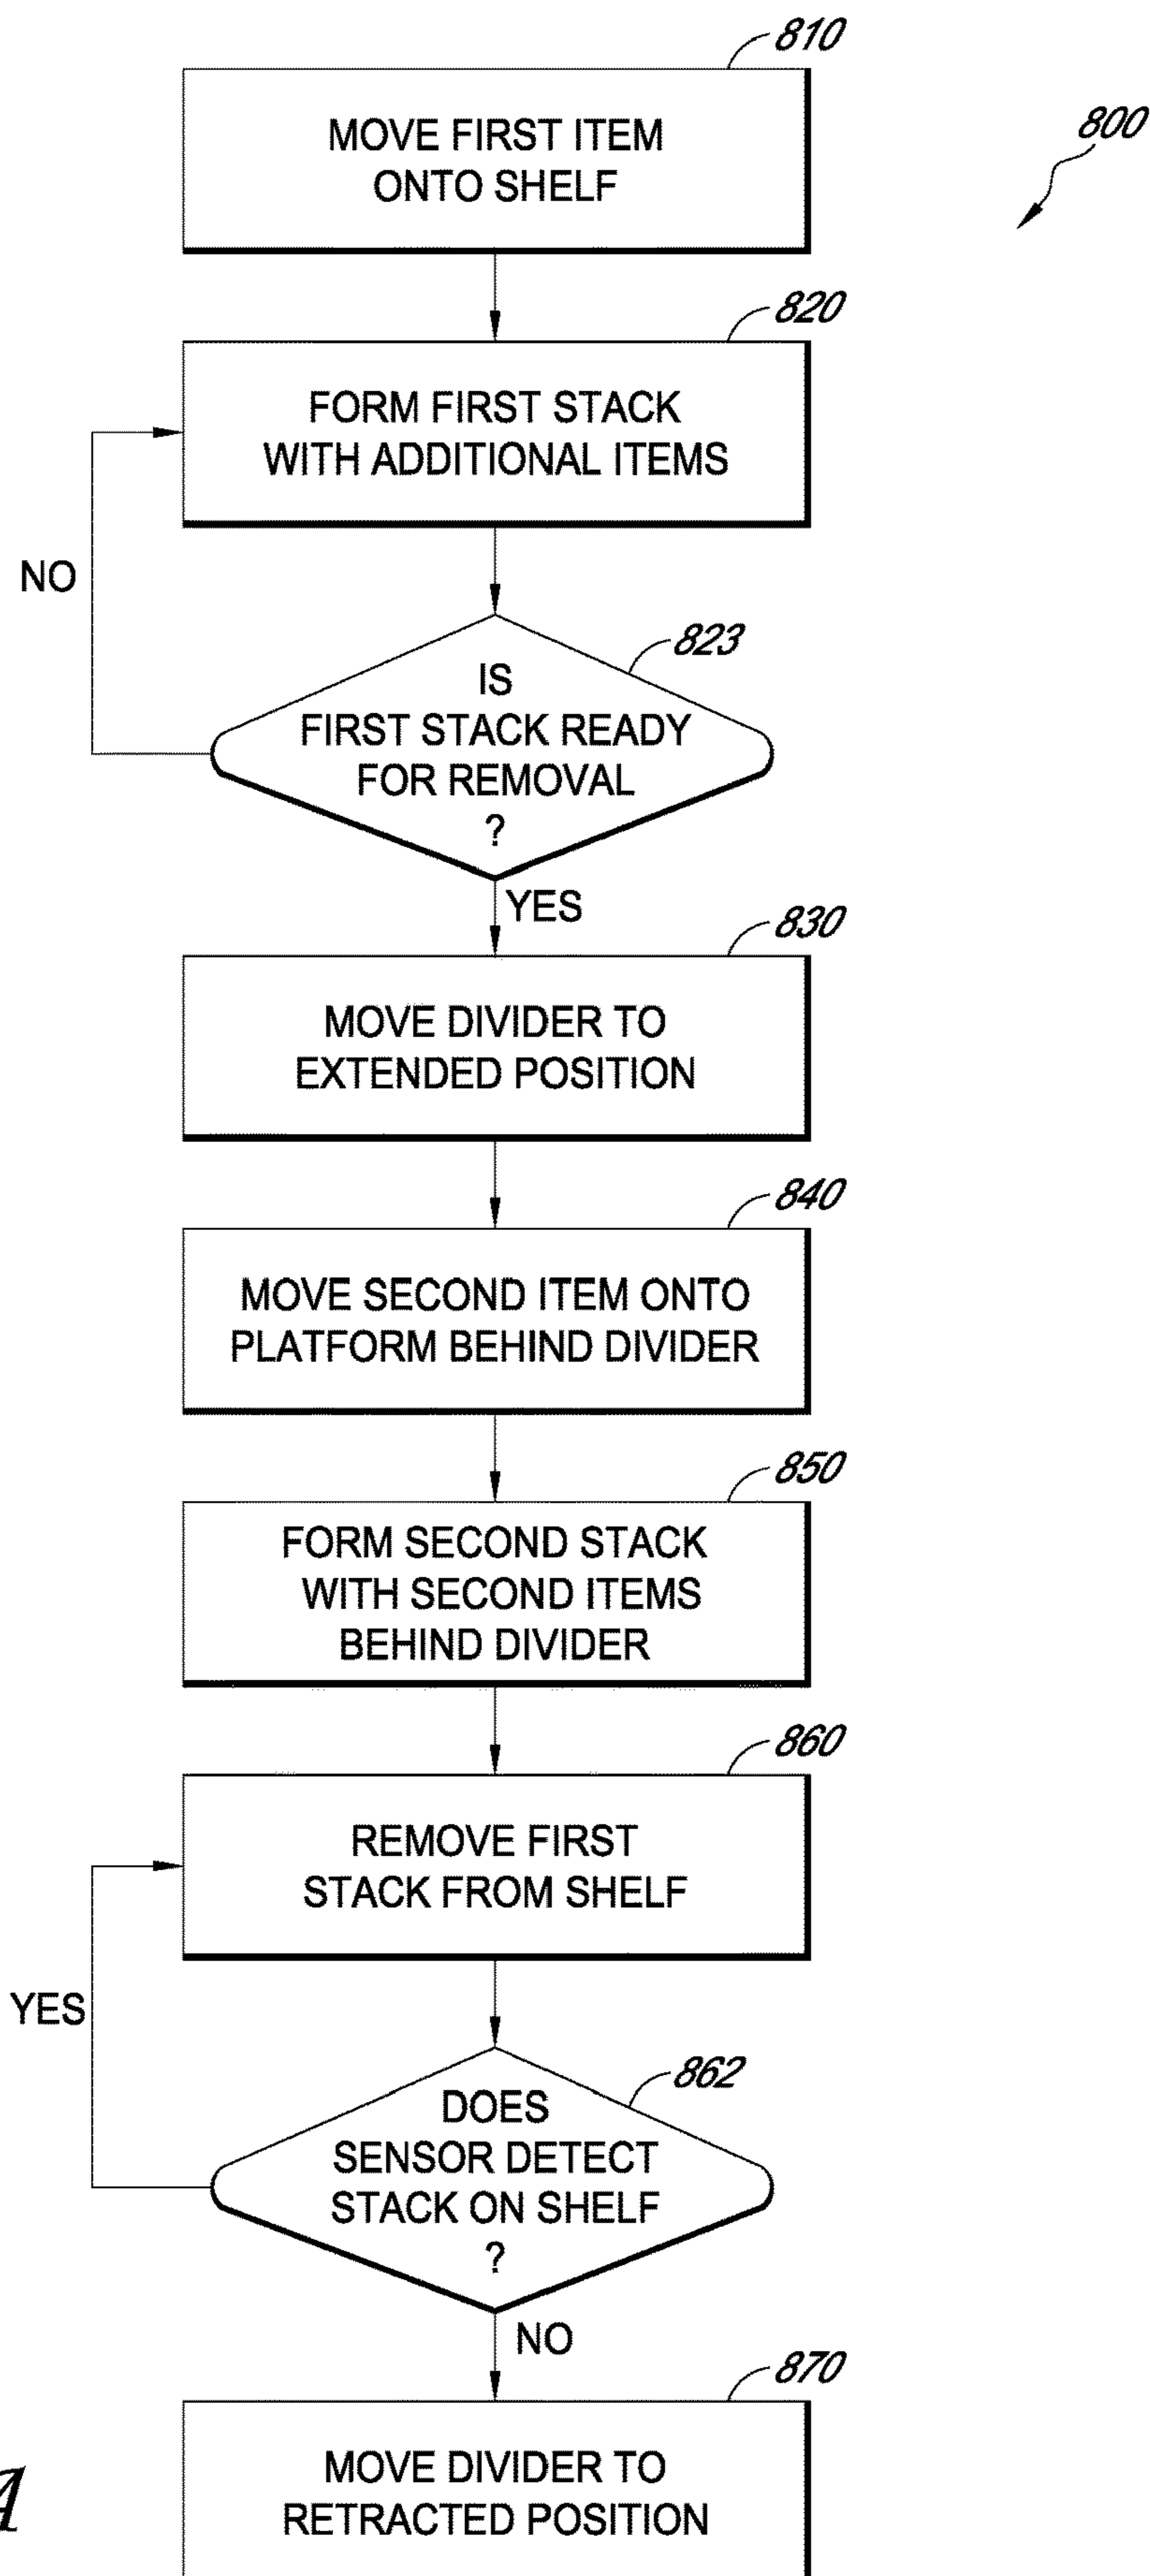 810
800
MOVE FIRST ITEM
ONTO SHELF
820
FORM FIRST STACK
WITH ADDITIONAL ITEMS
NO
823
IS
FIRST STACK READY
FOR REMOVAL
?
YES
830
MOVE DIVIDER TO
EXTENDED POSITION
840
MOVE SECOND ITEM ONTO
PLATFORM BEHIND DIVIDER
850
FORM SECOND STACK
WITH SECOND ITEMS
BEHIND DIVIDER
860
REMOVE FIRST
STACK FROM SHELF
YES
862
DOES
SENSOR DETECT
STACK ON SHELF
?
NO
870
MOVE DIVIDER TO
RETRACTED POSITION